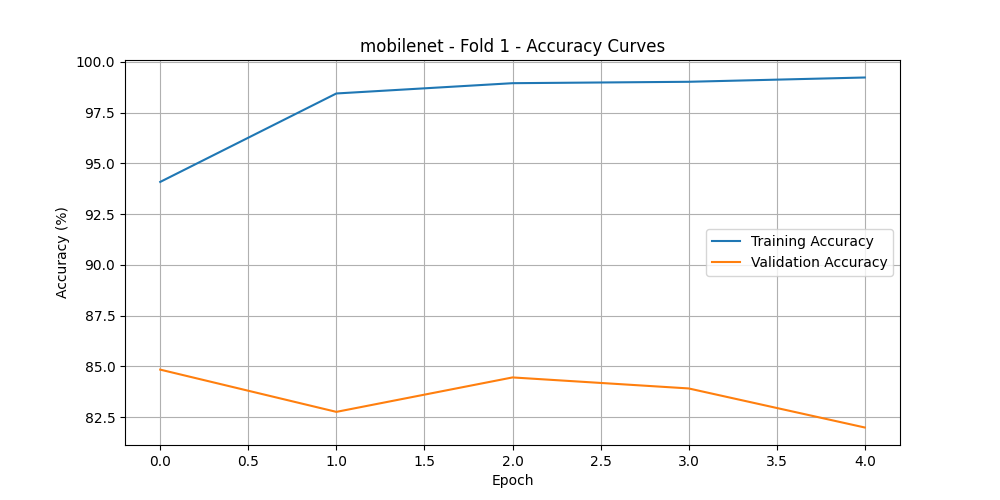 mobilenet - Fold 1 - Accuracy Curves
100.0
97.5
95.0
92.5
90.0
87.5
85.0
82.5
Accuracy (%)
Training Accuracy
Validation Accuracy
0.0 0.5 1.0 1.5 2.0 2.5 3.0 3.5 4.0
Epoch